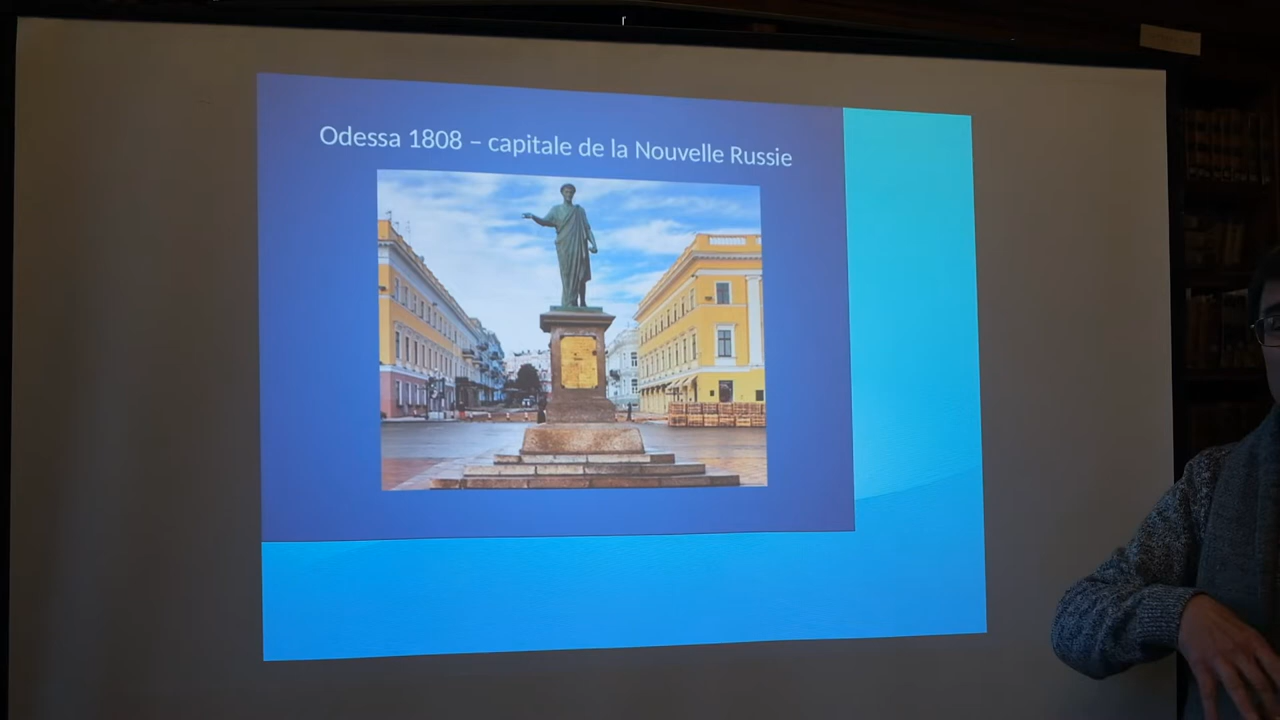 Odessa 1808 – capitale de la Nouvelle Russie